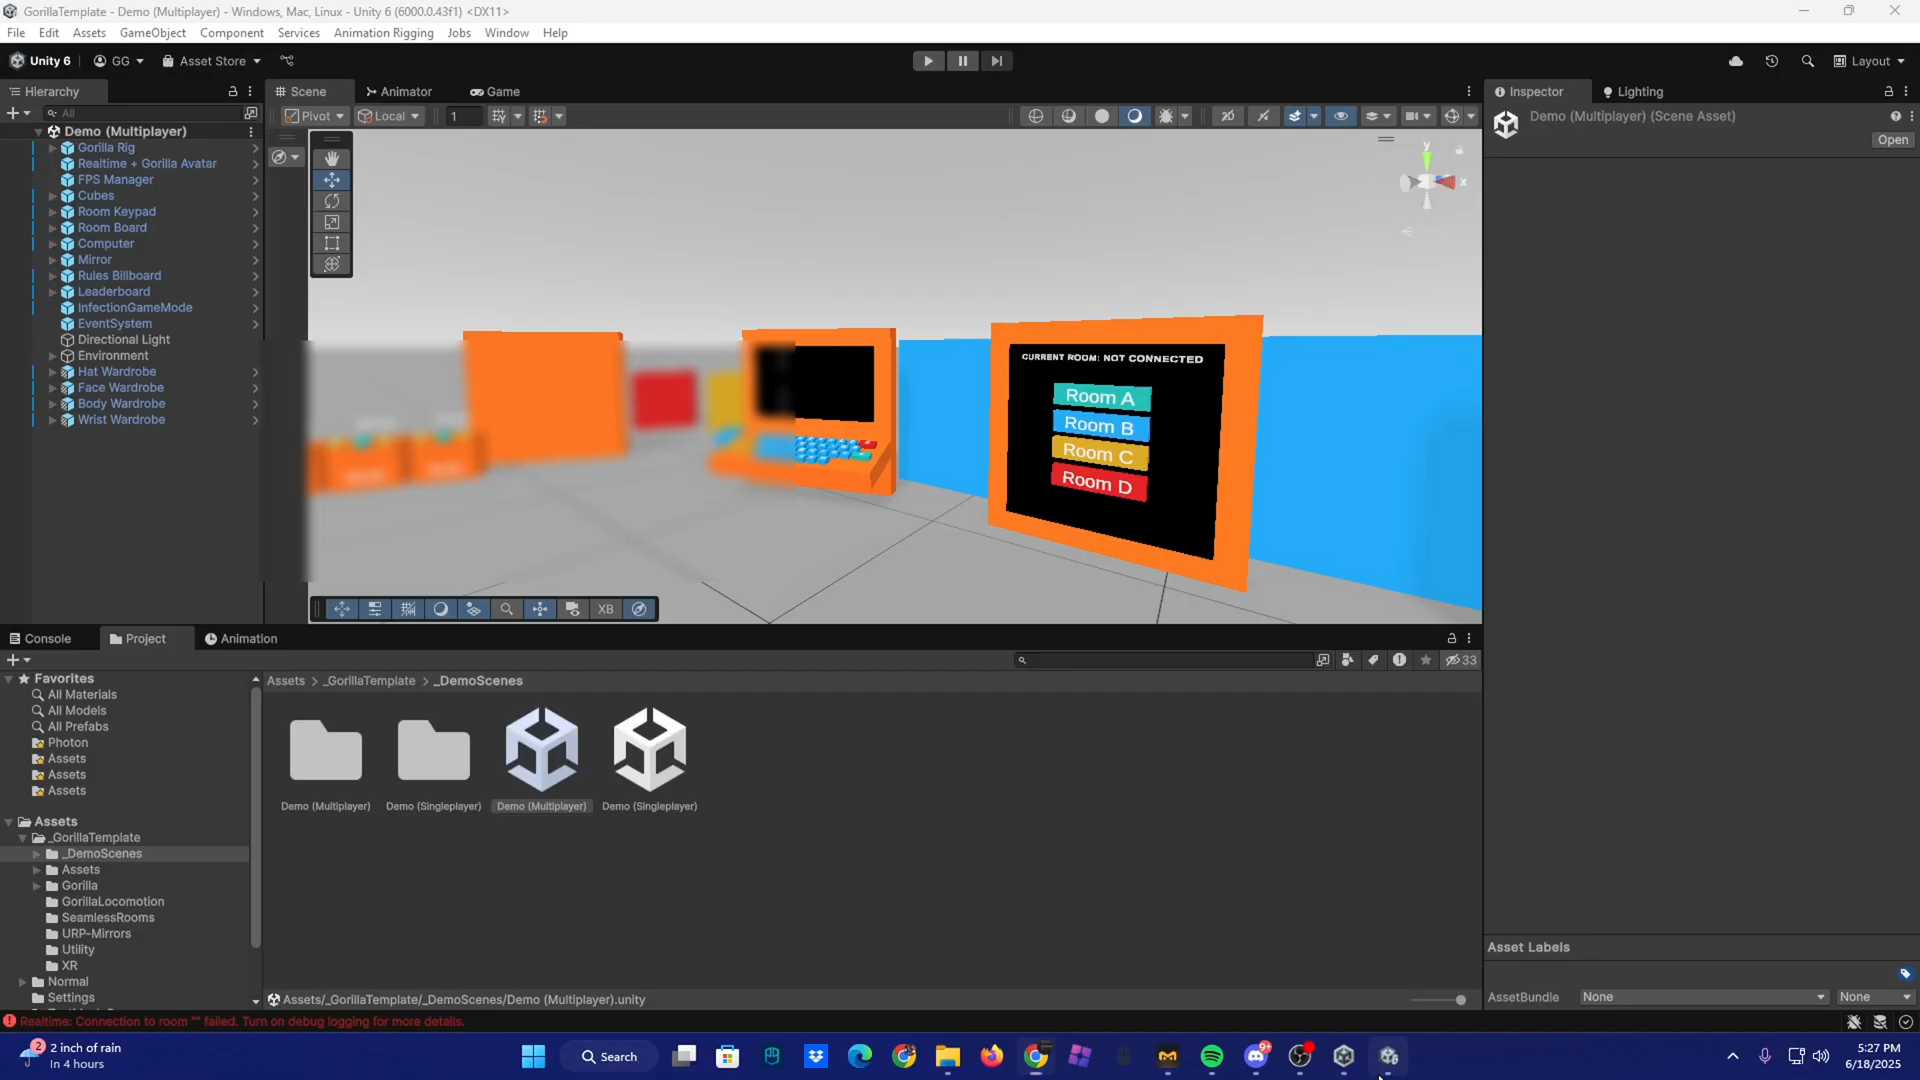 GorillaTemplate - Demo (Multiplayer) - Windows, Mac, Linux - Unity 6 (6000.0.43f1) <DX11>
File Edit Assets GameObject Component Services Animation Rigging Jobs Window Help
Unity 6 GG Asset Store Layout
Hierarchy
All
Demo (Multiplayer)
Gorilla Rig
Realtime + Gorilla Avatar
FPS Manager
Cubes
Room Keypad
Room Board
Computer
Mirror
Rules Billboard
Leaderboard
InfectionGameMode
EventSystem
Directional Light
Environment
Hat Wardrobe
Face Wardrobe
Body Wardrobe
Wrist Wardrobe
Scene Animator Game
Pivot Local 1
y
x
CURRENT ROOM: NOT CONNECTED
Room A
Room B
Room C
Room D
XB
Inspector Lighting
Demo (Multiplayer) (Scene Asset)
Open
Console Project Animation
33
Favorites
All Materials
All Models
All Prefabs
Photon
Assets
Assets
Assets
Assets
_GorillaTemplate
_DemoScenes
Assets
Gorilla
GorillaLocomotion
SeamlessRooms
URP-Mirrors
Utility
XR
Normal
Settings
Assets > _GorillaTemplate > _DemoScenes
Demo (Multiplayer) Demo (Singleplayer) Demo (Multiplayer) Demo (Singleplayer)
Assets/_GorillaTemplate/_DemoScenes/Demo (Multiplayer).unity
Asset Labels
AssetBundle None None
Realtime: Connection to room "" failed. Turn on debug logging for more details.
2
2 inch of rain
In 4 hours
Search
9+
5:27 PM
6/18/2025